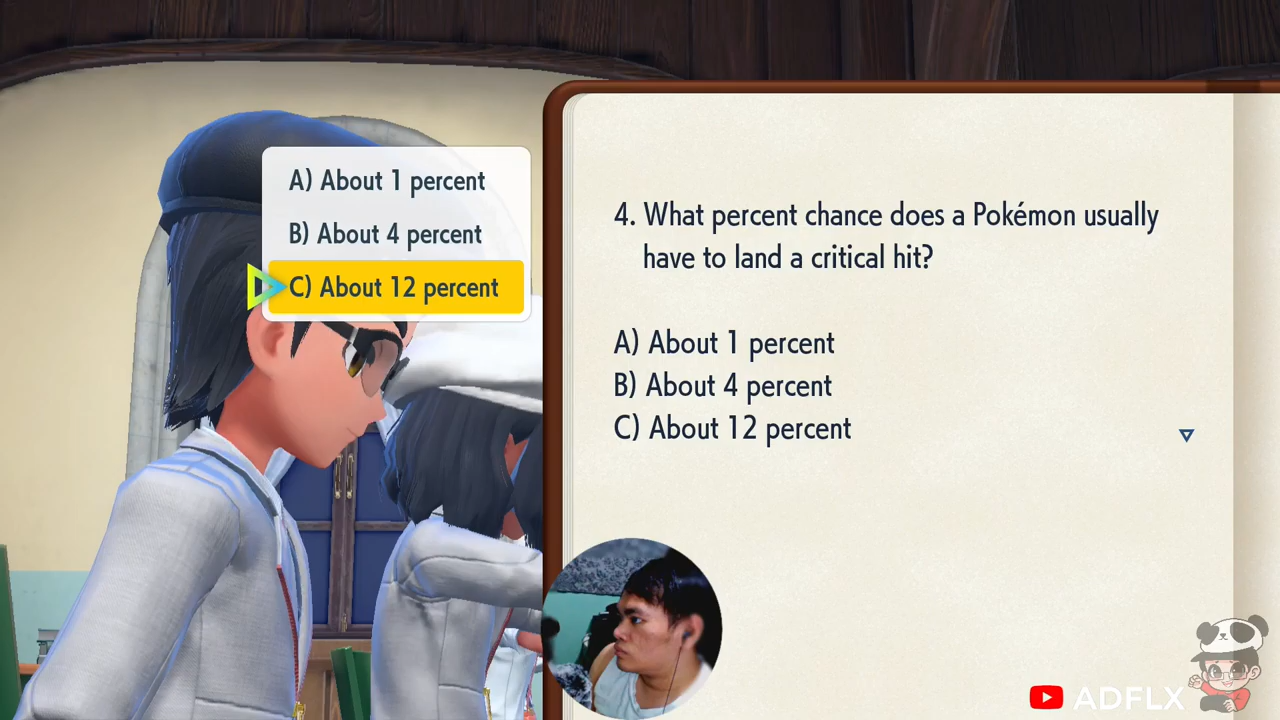 A) About 1 percent
B) About 4 percent
C) About 12 percent
4. What percent chance does a Pokémon usually
have to land a critical hit?
A) About 1 percent
B) About 4 percent
C) About 12 percent
ADFLX